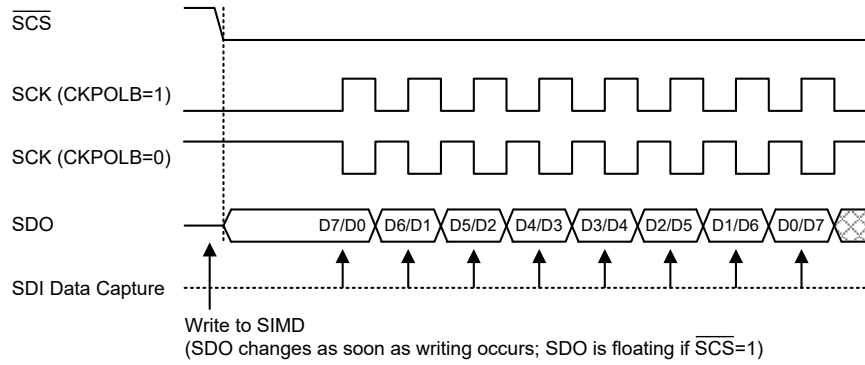 S̅C̅S̅
SCK (CKPOLB=1)
SCK (CKPOLB=0)
SDO D7/D0 D6/D1 D5/D2 D4/D3 D3/D4 D2/D5 D1/D6 D0/D7
SDI Data Capture
Write to SIMD
(SDO changes as soon as writing occurs; SDO is floating if S̅C̅S̅=1)